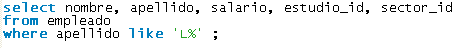 select nombre, apellido, salario, estudio_id, sector_id
from empleado
where apellido like 'L%' ;